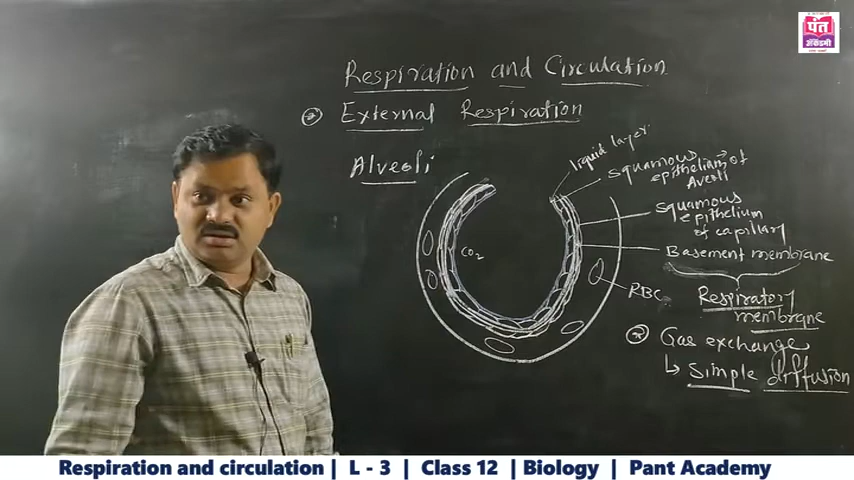 पंत
अॅकॅडमी
Respiration and Circulation
External Respiration
Alveoli
liquid layer
Squamous
epithelium of
Aveoli
Squamous
epithelium
of capillary
Basement membrane
CO2
RBC
Respiratory
membrane
Gas exchange
↳ Simple diffusion
Respiration and circulation | L - 3 | Class 12 | Biology | Pant Academy